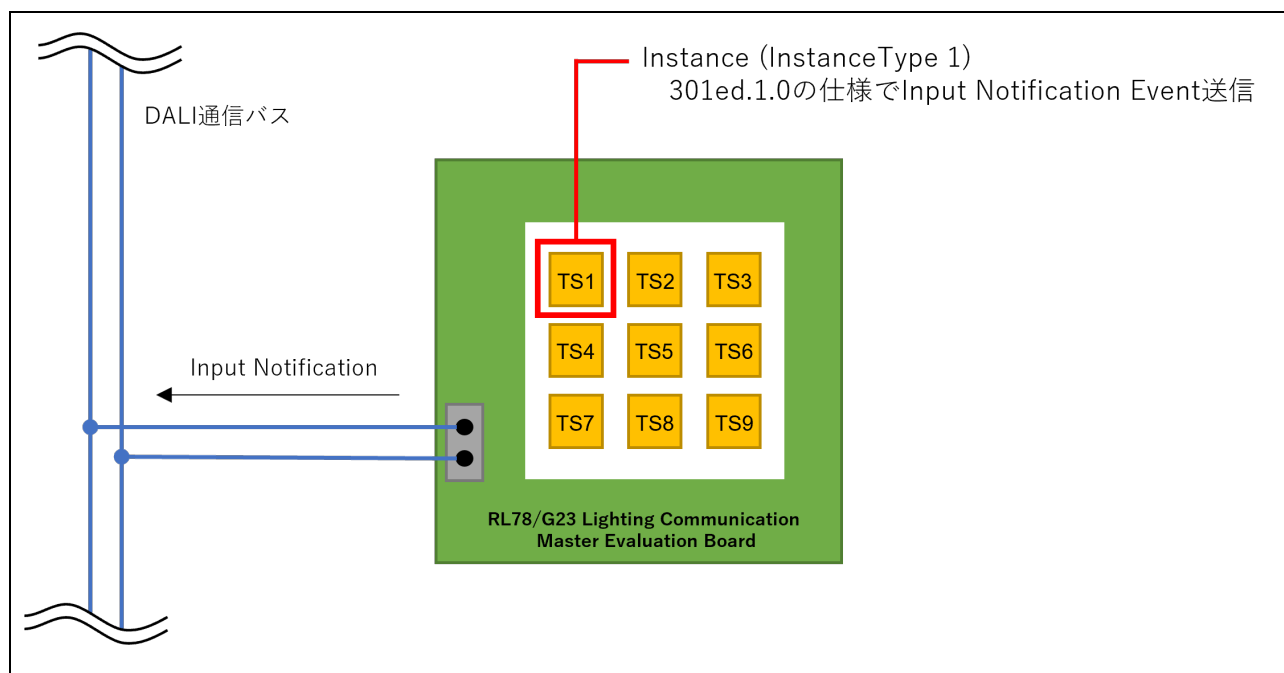 Instance (InstanceType 1)
301ed.1.0の仕様でInput Notification Event送信
DALI通信バス
TS1 TS2 TS3
TS4 TS5 TS6
Input Notification
TS7 TS8 TS9
RL78/G23 Lighting Communication
Master Evaluation Board